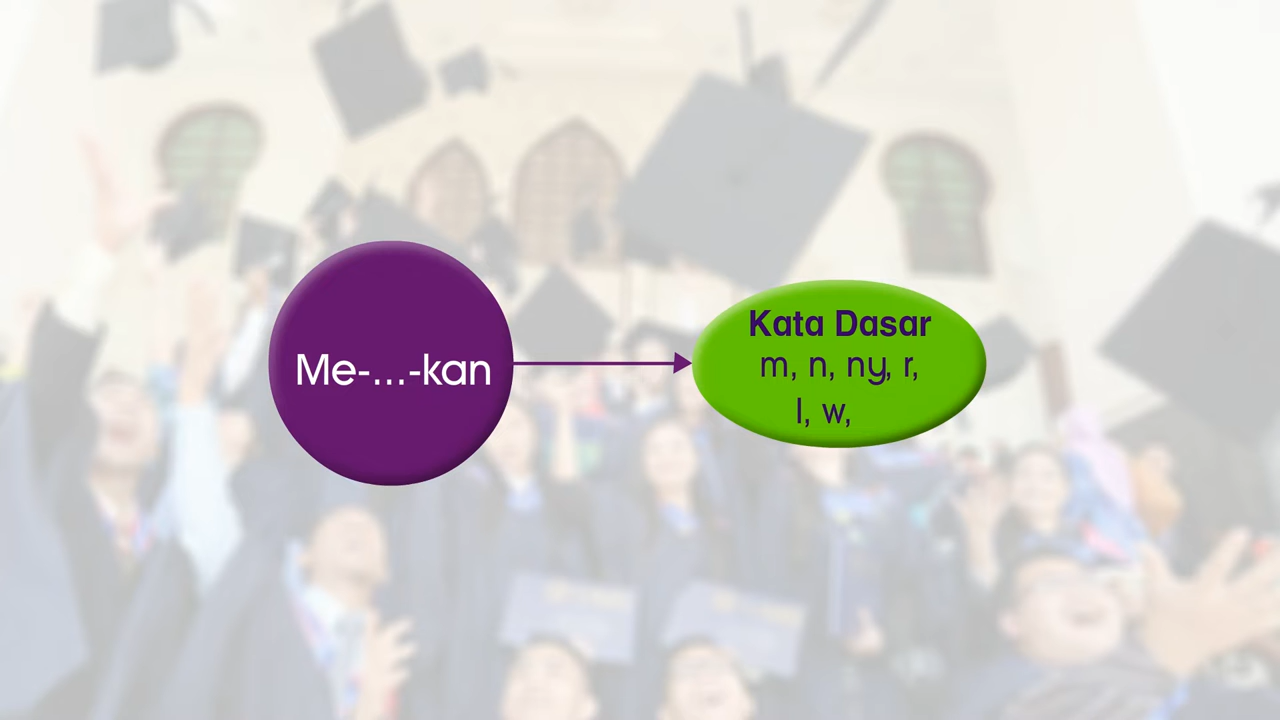 Me-...-kan
Kata Dasar
m, n, ny, r,
l, w,